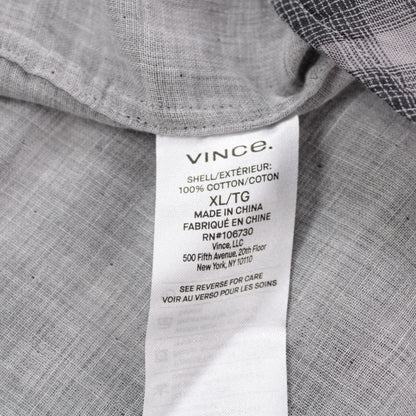 VINCe.
SHELL/EXTÉRIEUR:
100% COTTON/COTON
XL/TG
MADE IN CHINA
FABRIQUÉ EN CHINE
RN#106730
Vince, LLC
500 Fifth Avenue, 20th Floor
New York, NY 10110
SEE REVERSE FOR CARE
VOIR AU VERSO POUR LES SOINS